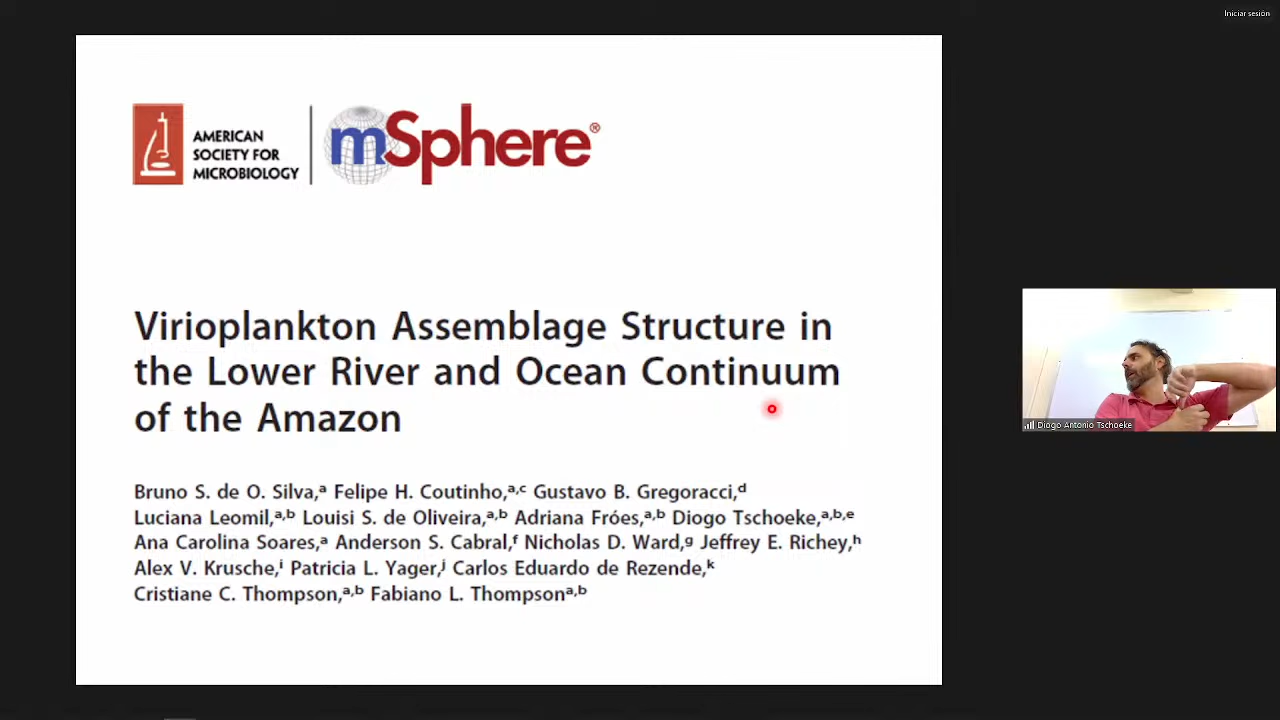 Iniciar sesión
AMERICAN
SOCIETY FOR
MICROBIOLOGY
mSphere®
Virioplankton Assemblage Structure in
the Lower River and Ocean Continuum
of the Amazon
Bruno S. de O. Silva,ᵃ Felipe H. Coutinho,ᵃ,ᶜ Gustavo B. Gregoracci,ᵈ
Luciana Leomil,ᵃ,ᵇ Louisi S. de Oliveira,ᵃ,ᵇ Adriana Fróes,ᵃ,ᵇ Diogo Tschoeke,ᵃ,ᵇ,ᵉ
Ana Carolina Soares,ᵃ Anderson S. Cabral,ᶠ Nicholas D. Ward,ᵍ Jeffrey E. Richey,ʰ
Alex V. Krusche,ⁱ Patricia L. Yager,ʲ Carlos Eduardo de Rezende,ᵏ
Cristiane C. Thompson,ᵃ,ᵇ Fabiano L. Thompsonᵃ,ᵇ
Diogo Antonio Tschoeke